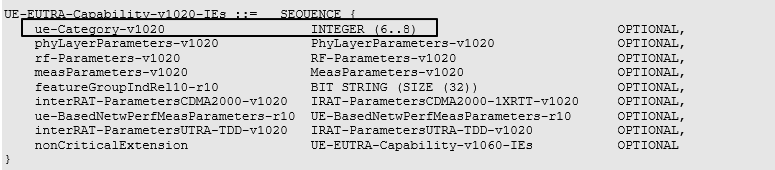 UE-EUTRA-Capability-v1020-IEs ::= SEQUENCE {
ue-Category-v1020 INTEGER (6..8) OPTIONAL,
phyLayerParameters-v1020 PhyLayerParameters-v1020 OPTIONAL,
rf-Parameters-v1020 RF-Parameters-v1020 OPTIONAL,
measParameters-v1020 MeasParameters-v1020 OPTIONAL,
featureGroupIndRel10-r10 BIT STRING (SIZE (32)) OPTIONAL,
interRAT-ParametersCDMA2000-v1020 IRAT-ParametersCDMA2000-1XRTT-v1020 OPTIONAL,
ue-BasedNetwPerfMeasParameters-r10 UE-BasedNetwPerfMeasParameters-r10 OPTIONAL,
interRAT-ParametersUTRA-TDD-v1020 IRAT-ParametersUTRA-TDD-v1020 OPTIONAL,
nonCriticalExtension UE-EUTRA-Capability-v1060-IEs OPTIONAL
}